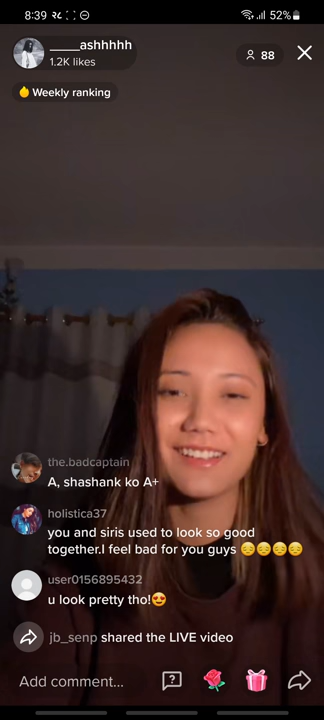 8:39 २८
52%
____ashhhhh
1.2K likes
88
Weekly ranking
the.badcaptain
A, shashank ko A+
holistica37
you and siris used to look so good
together.I feel bad for you guys 😔😔😔😔
user0156895432
u look pretty tho!😍
jb_senp shared the LIVE video
Add comment...